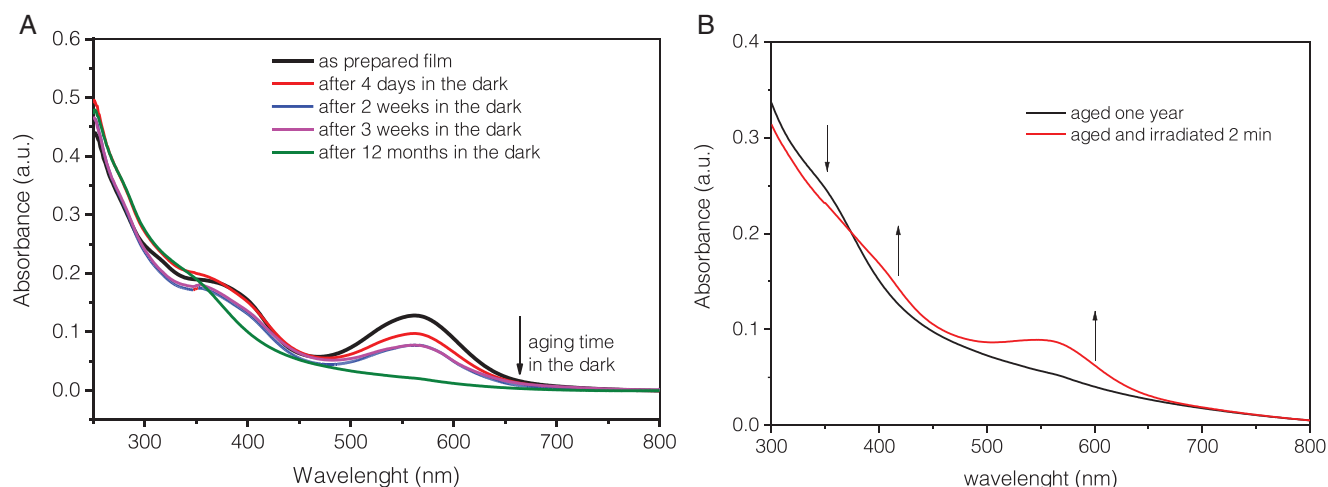 A
0.6
0.5
0.4
0.3
0.2
0.1
0.0
Absorbance (a.u.)
as prepared film
after 4 days in the dark
after 2 weeks in the dark
after 3 weeks in the dark
after 12 months in the dark
aging time
in the dark
300 400 500 600 700 800
Wavelenght (nm)
B
0.4
0.3
0.2
0.1
0.0
Absorbance (a.u.)
aged one year
aged and irradiated 2 min
300 400 500 600 700 800
wavelenght (nm)